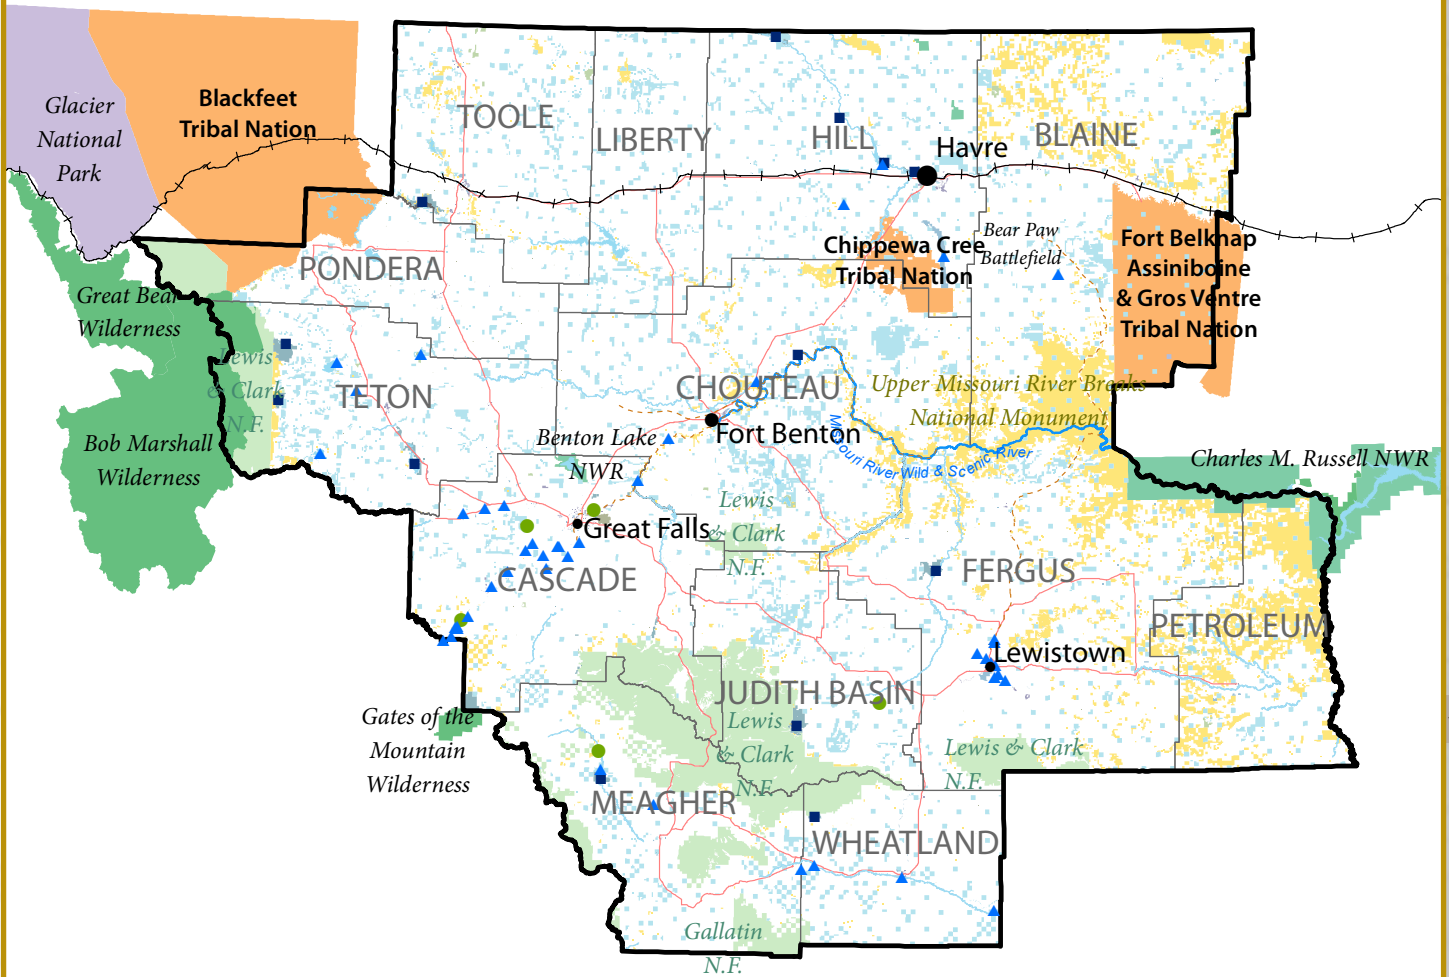 Glacier
National
Park
Blackfeet
Tribal Nation
TOOLE
LIBERTY
HILL
Havre
BLAINE
Chippewa Cree
Tribal Nation
Bear Paw
Battlefield
Fort Belknap
Assiniboine
& Gros Ventre
Tribal Nation
PONDERA
Great Bear
Wilderness
Lewis
& Clark
N.F.
TETON
CHOUTEAU
Upper Missouri River Breaks
National Monument
Fort Benton
Missouri River Wild & Scenic River
Bob Marshall
Wilderness
Benton Lake
NWR
Charles M. Russell NWR
Lewis
& Clark
N.F.
Great Falls
CASCADE
FERGUS
PETROLEUM
Lewistown
JUDITH BASIN
Lewis
& Clark
N.F.
Gates of the
Mountain
Wilderness
Lewis & Clark
N.F.
MEAGHER
WHEATLAND
Gallatin
N.F.